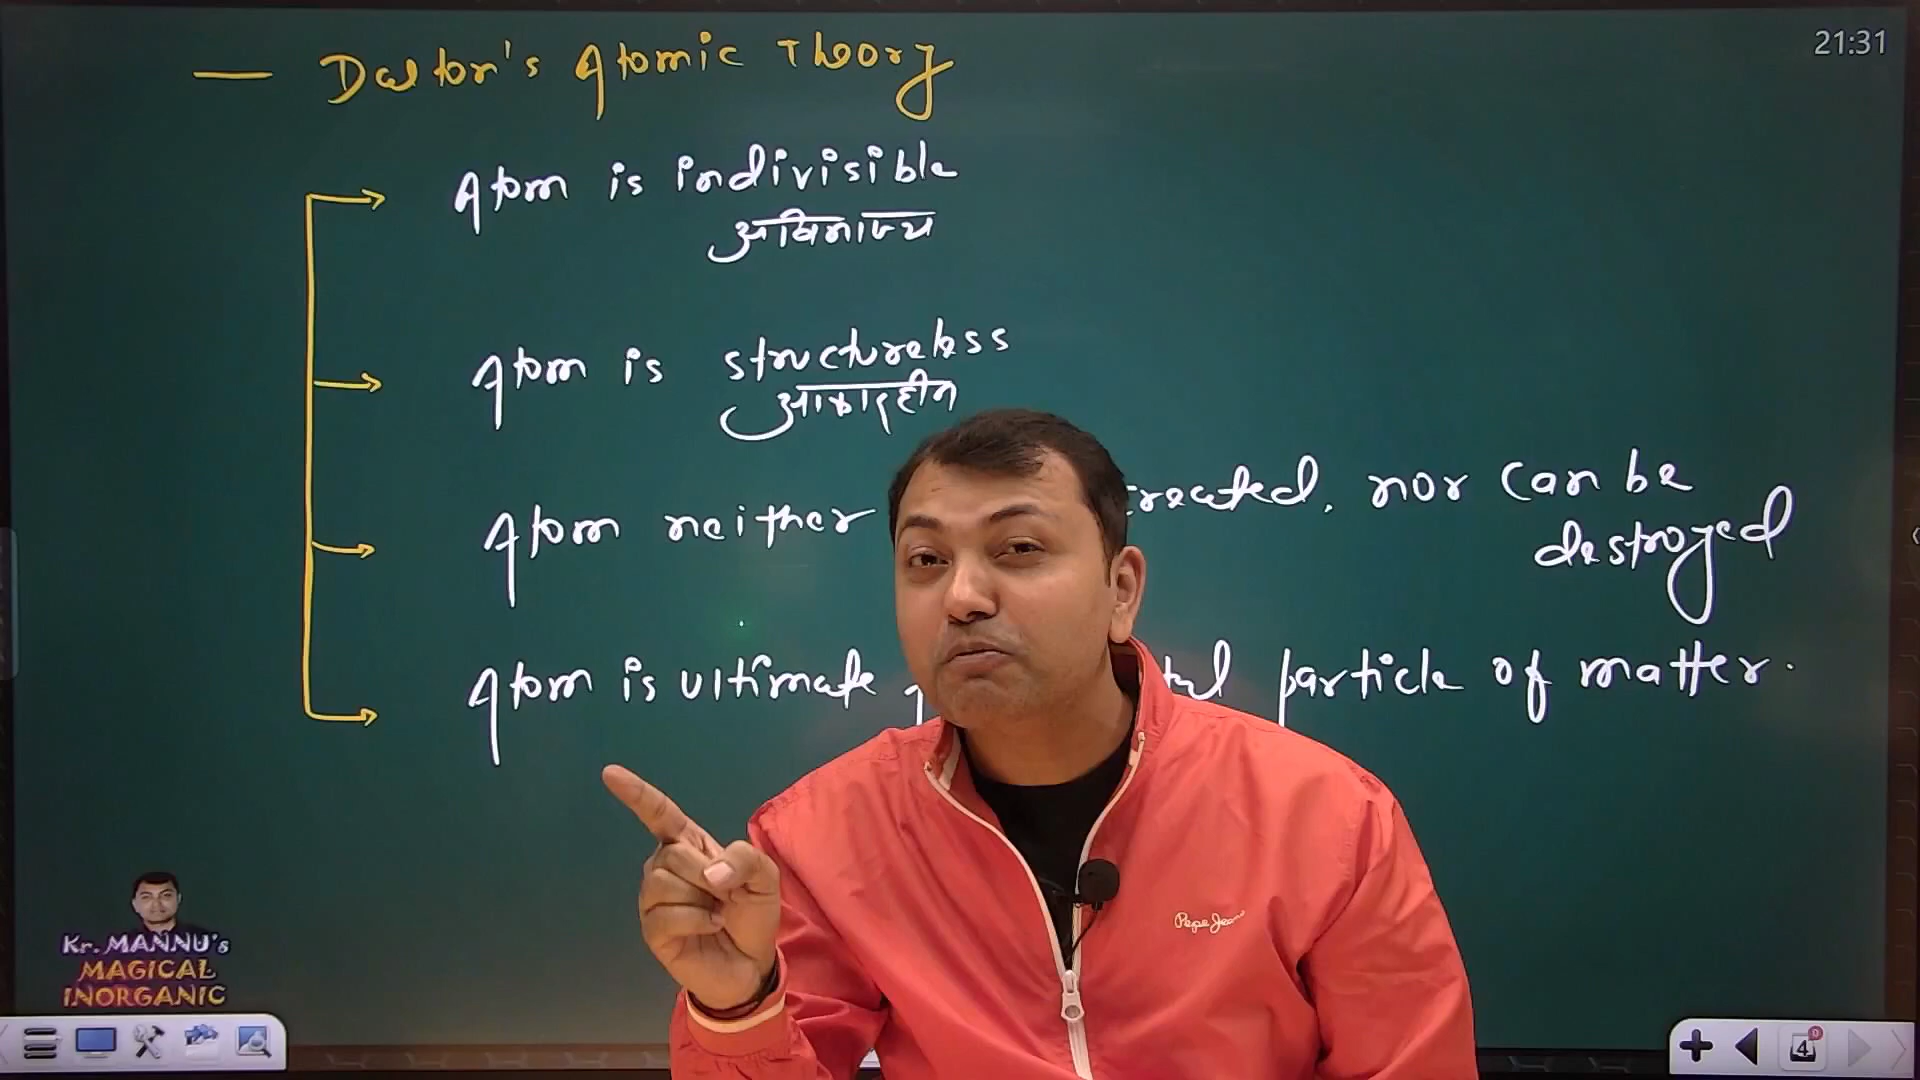 21:31
— Dalton's Atomic Theory
Atom is indivisible
अविभाज्य
Atom is structureless
आकारहीन
Atom neither created, nor can be
destroyed
Atom is ultimate particle of matter.
Kr. MANNU's
MAGICAL
INORGANIC
Pepe Jeans
4